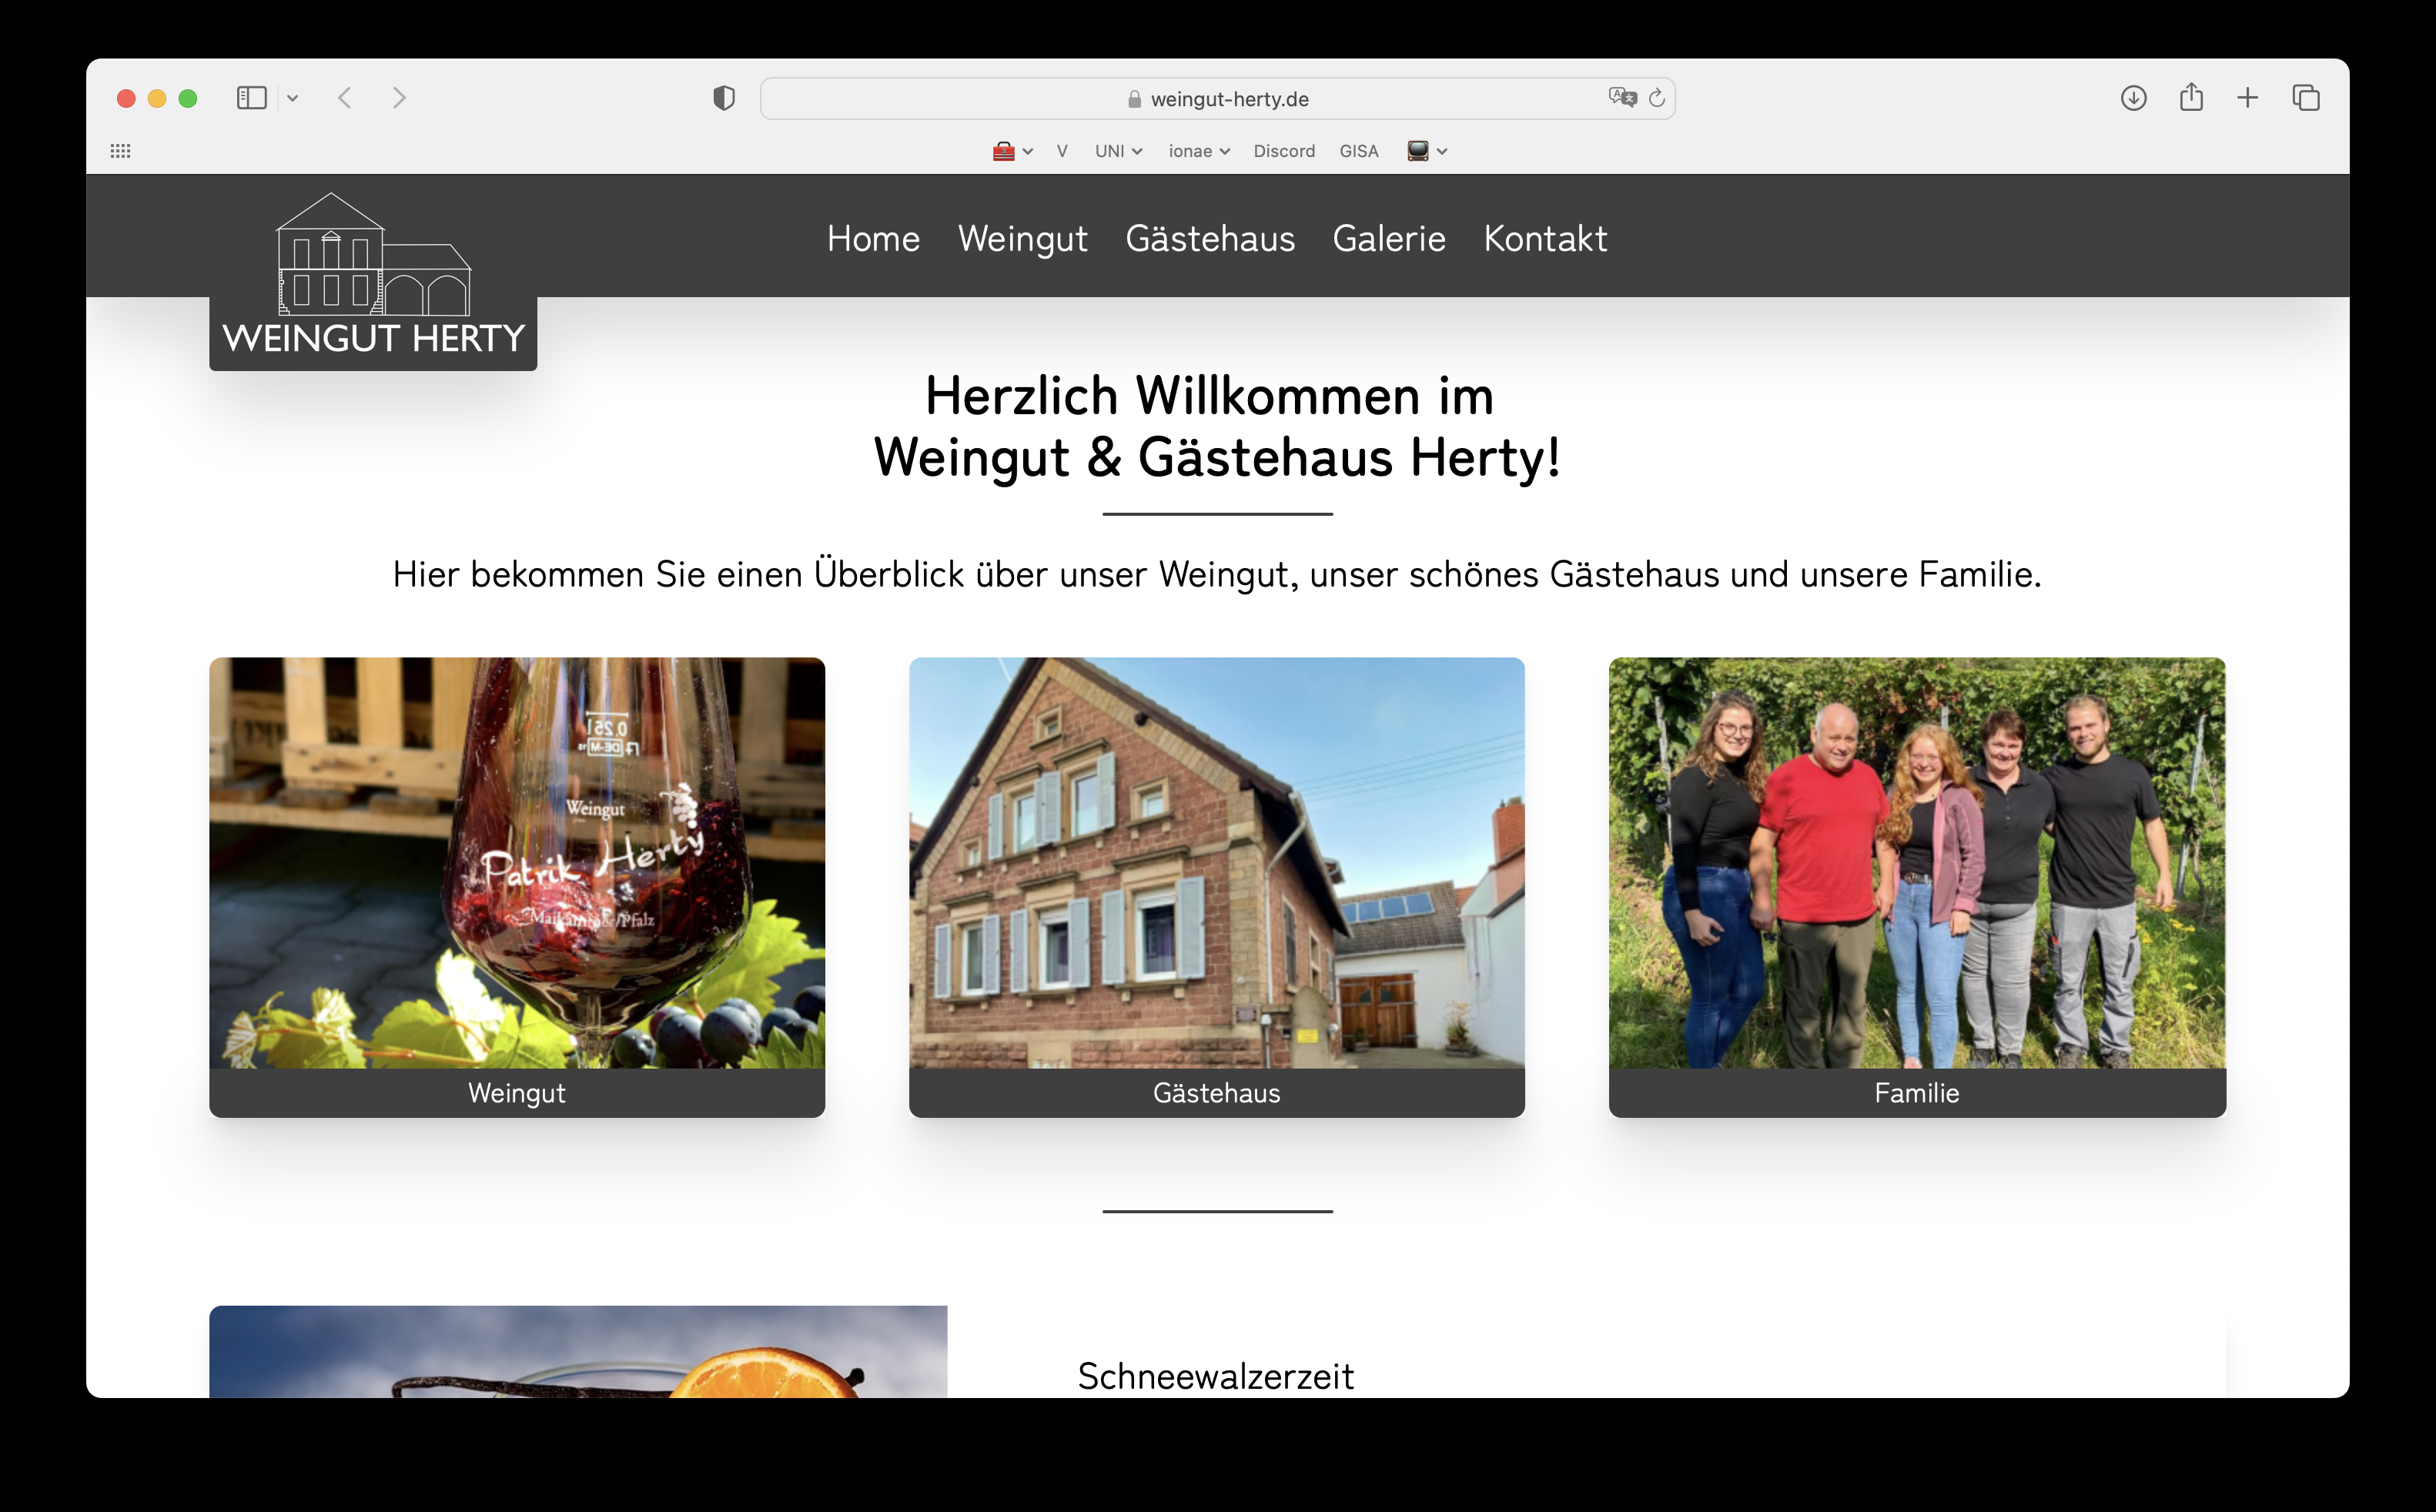 weingut-herty.de
V UNI ionae Discord GISA
WEINGUT HERTY
Home Weingut Gästehaus Galerie Kontakt
Herzlich Willkommen im
Weingut & Gästehaus Herty!
Hier bekommen Sie einen Überblick über unser Weingut, unser schönes Gästehaus und unsere Familie.
0,25l
DE-M
Weingut
Patrik Herty
Maikammer/Pfalz
Weingut
Gästehaus
Familie
Schneewalzerzeit